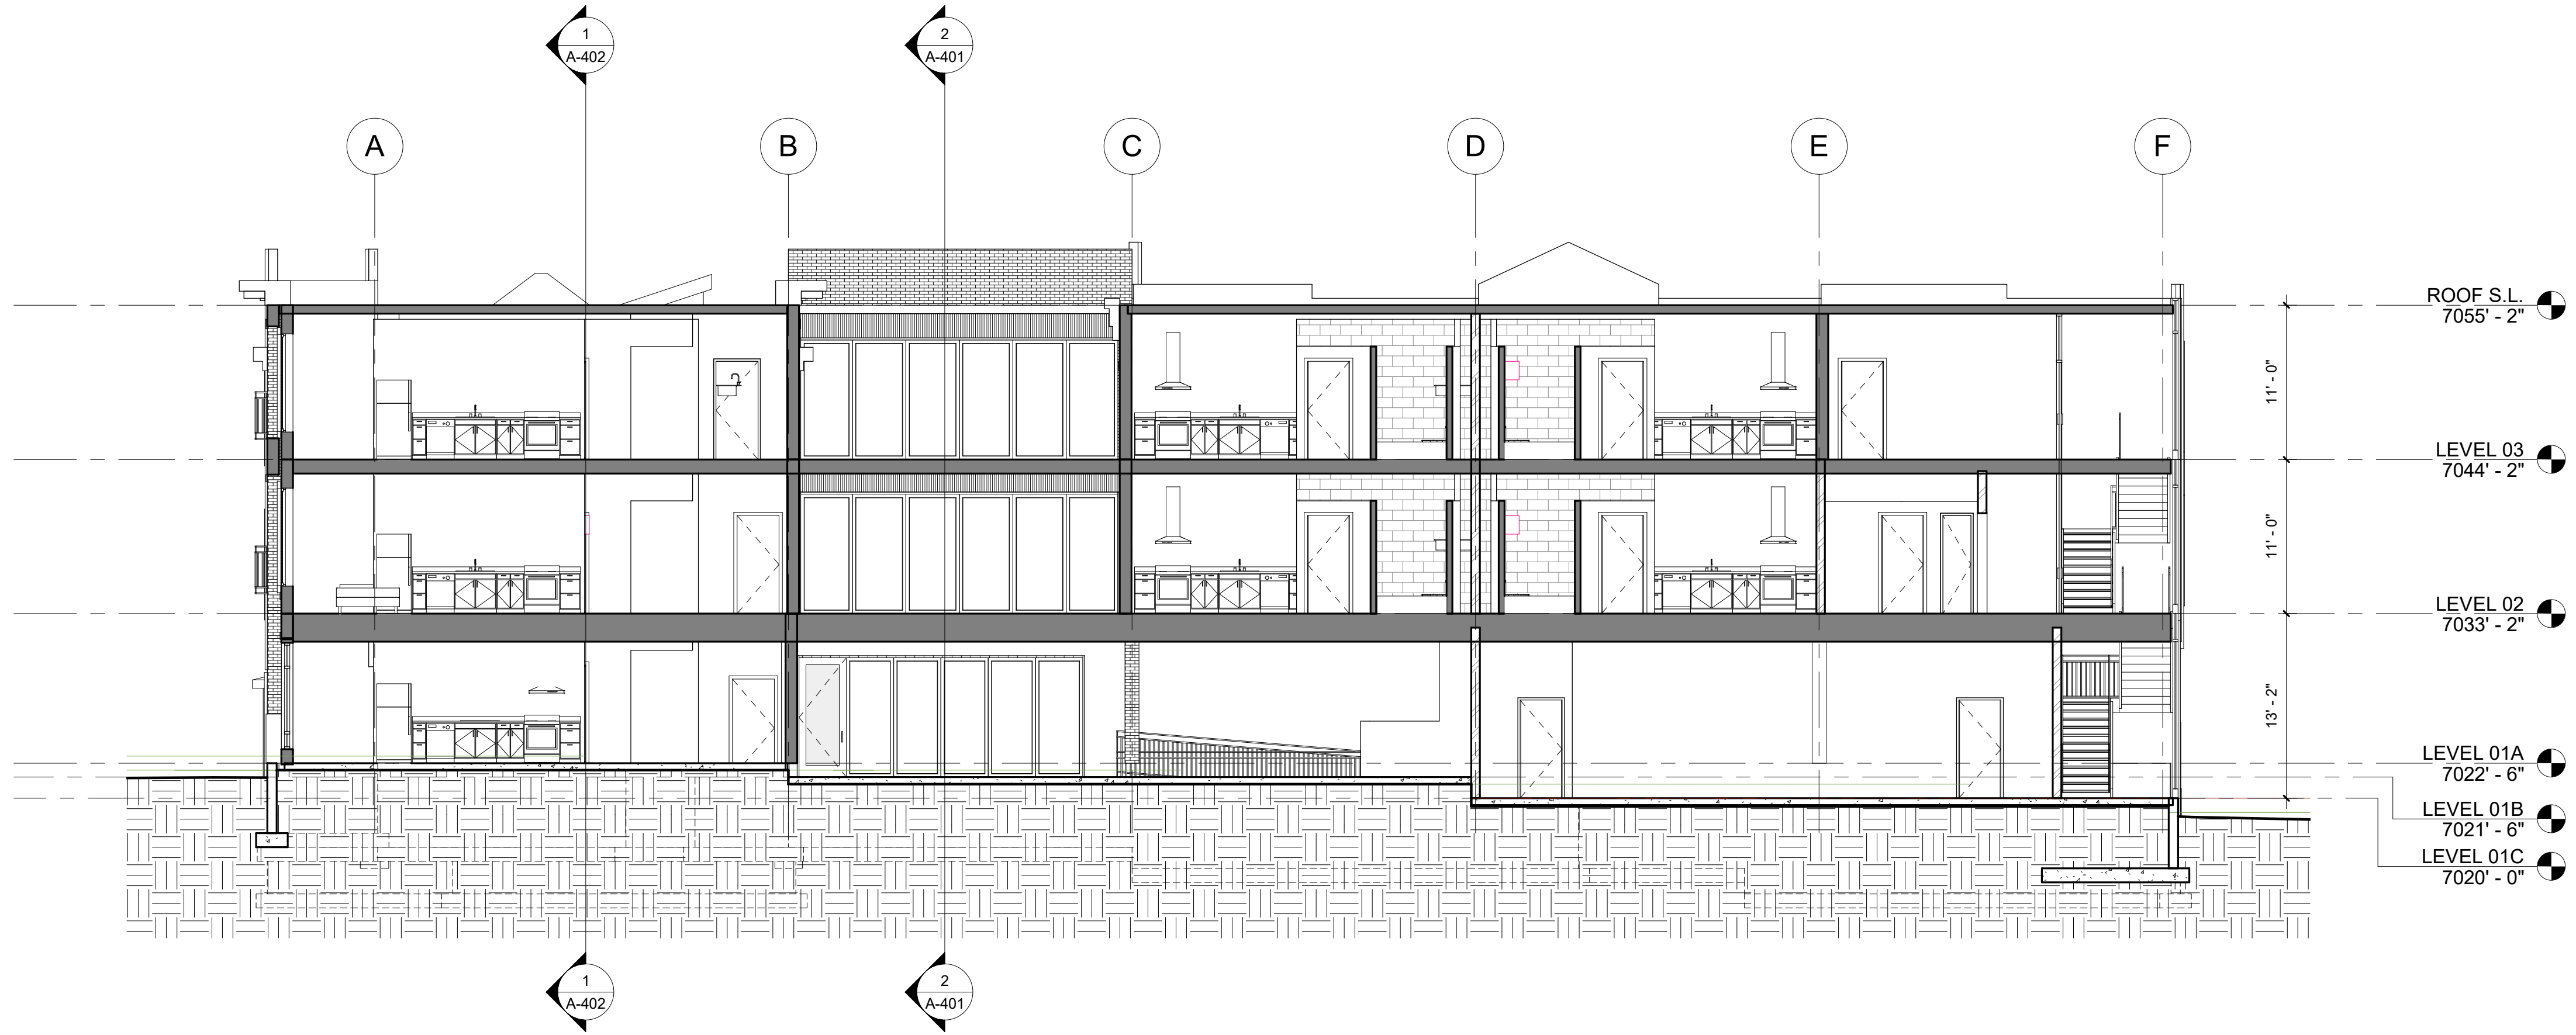 1
A-402
2
A-401
A
B
C
D
E
F
ROOF S.L.
7055' - 2"
11' - 0"
LEVEL 03
7044' - 2"
11' - 0"
LEVEL 02
7033' - 2"
13' - 2"
LEVEL 01A
7022' - 6"
LEVEL 01B
7021' - 6"
LEVEL 01C
7020' - 0"
1
A-402
2
A-401